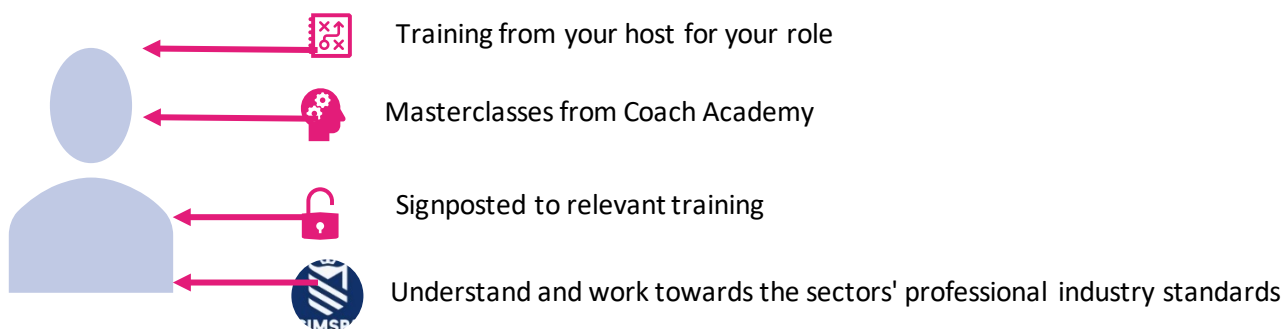 Training from your host for your role
Masterclasses from Coach Academy
Signposted to relevant training
Understand and work towards the sectors' professional industry standards